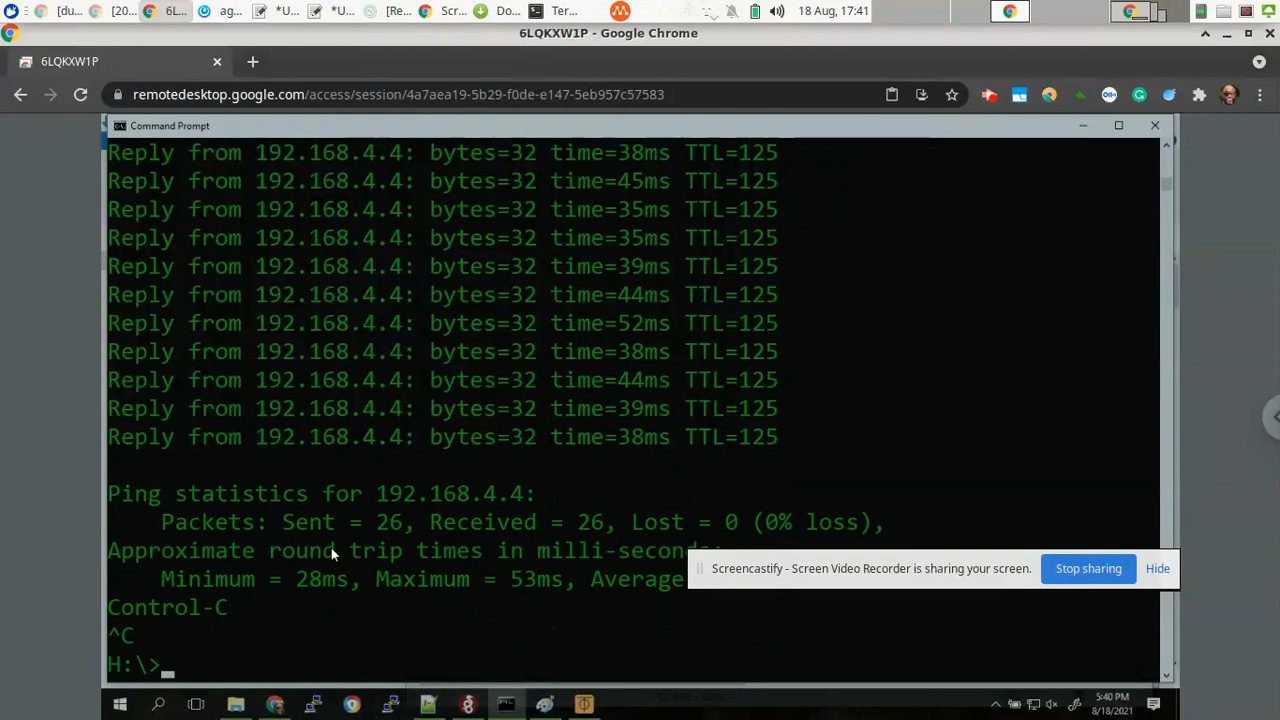 [du
[20
6L
ag
*U
*U
[Re
Scr
Do
Ter
18 Aug, 17:41
6LQKXW1P - Google Chrome
6LQKXW1P
remotedesktop.google.com/access/session/4a7aea19-5b29-f0de-e147-5eb957c57583
Command Prompt
Reply from 192.168.4.4: bytes=32 time=38ms TTL=125
Reply from 192.168.4.4: bytes=32 time=45ms TTL=125
Reply from 192.168.4.4: bytes=32 time=35ms TTL=125
Reply from 192.168.4.4: bytes=32 time=35ms TTL=125
Reply from 192.168.4.4: bytes=32 time=39ms TTL=125
Reply from 192.168.4.4: bytes=32 time=44ms TTL=125
Reply from 192.168.4.4: bytes=32 time=52ms TTL=125
Reply from 192.168.4.4: bytes=32 time=38ms TTL=125
Reply from 192.168.4.4: bytes=32 time=44ms TTL=125
Reply from 192.168.4.4: bytes=32 time=39ms TTL=125
Reply from 192.168.4.4: bytes=32 time=38ms TTL=125
Ping statistics for 192.168.4.4:
Packets: Sent = 26, Received = 26, Lost = 0 (0% loss),
Approximate round trip times in milli-seconds:
Minimum = 28ms, Maximum = 53ms, Average
Screencastify - Screen Video Recorder is sharing your screen.
Stop sharing
Hide
Control-C
^C
H:\>
5:40 PM
8/18/2021